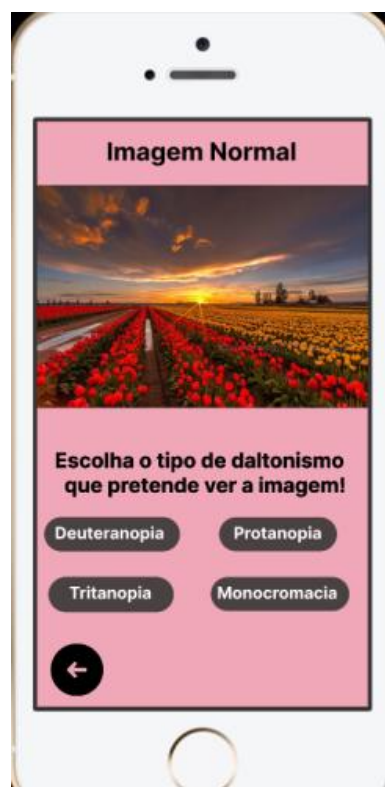 Imagem Normal
Escolha o tipo de daltonismo
que pretende ver a imagem!
Deuteranopia
Protanopia
Tritanopia
Monocromacia